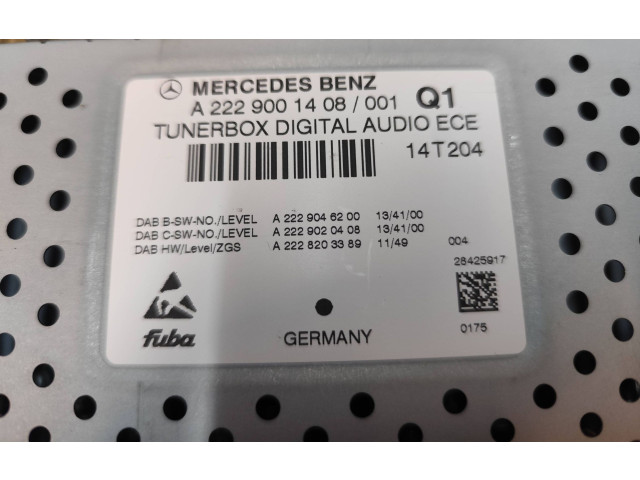 MERCEDES BENZ
A 222 900 14 08 / 001 Q1
TUNERBOX DIGITAL AUDIO ECE
14T204
DAB B-SW-NO./LEVEL A 222 904 62 00 13/41/00
DAB C-SW-NO./LEVEL A 222 902 04 08 13/41/00
DAB HW/Level/ZGS A 222 820 33 89 11/49 004
28425917
0175
fuba
GERMANY